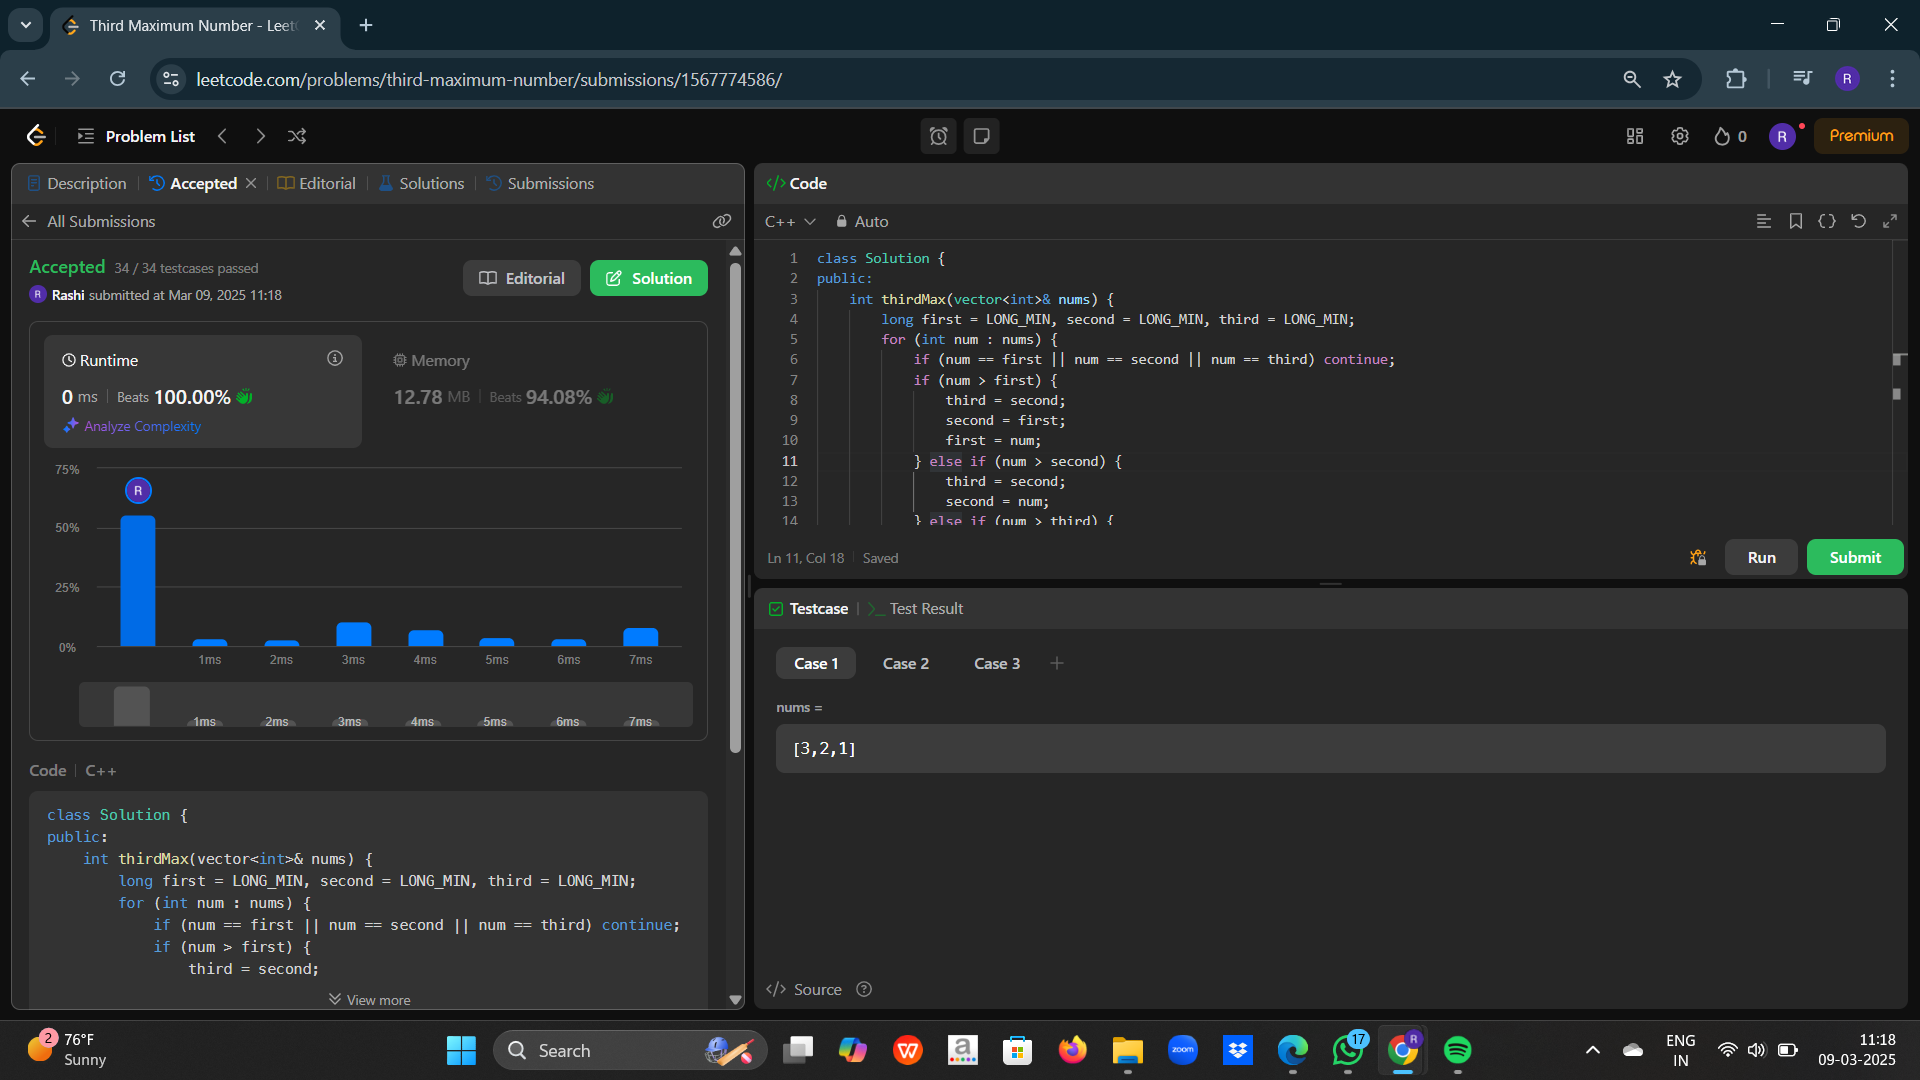 Third Maximum Number - Leet
leetcode.com/problems/third-maximum-number/submissions/1567774586/
R
Problem List
0
R
Premium
Description
Accepted
Editorial
Solutions
Submissions
All Submissions
Accepted 34 / 34 testcases passed
R Rashi submitted at Mar 09, 2025 11:18
Editorial
Solution
Runtime
0 ms Beats 100.00%
Analyze Complexity
Memory
12.78 MB Beats 94.08%
75%
R
50%
25%
0%
1ms 2ms 3ms 4ms 5ms 6ms 7ms
1ms 2ms 3ms 4ms 5ms 6ms 7ms
Code C++
class Solution {
public:
int thirdMax(vector<int>& nums) {
long first = LONG_MIN, second = LONG_MIN, third = LONG_MIN;
for (int num : nums) {
if (num == first || num == second || num == third) continue;
if (num > first) {
third = second;
View more
</> Code
C++ Auto
1 class Solution {
2 public:
3 int thirdMax(vector<int>& nums) {
4 long first = LONG_MIN, second = LONG_MIN, third = LONG_MIN;
5 for (int num : nums) {
6 if (num == first || num == second || num == third) continue;
7 if (num > first) {
8 third = second;
9 second = first;
10 first = num;
11 } else if (num > second) {
12 third = second;
13 second = num;
14 } else if (num > third) {
Ln 11, Col 18 Saved
Run
Submit
Testcase
>_ Test Result
Case 1 Case 2 Case 3 +
nums =
[3,2,1]
</> Source
2
76°F
Sunny
Search
zoom
17
R
ENG
IN
11:18
09-03-2025